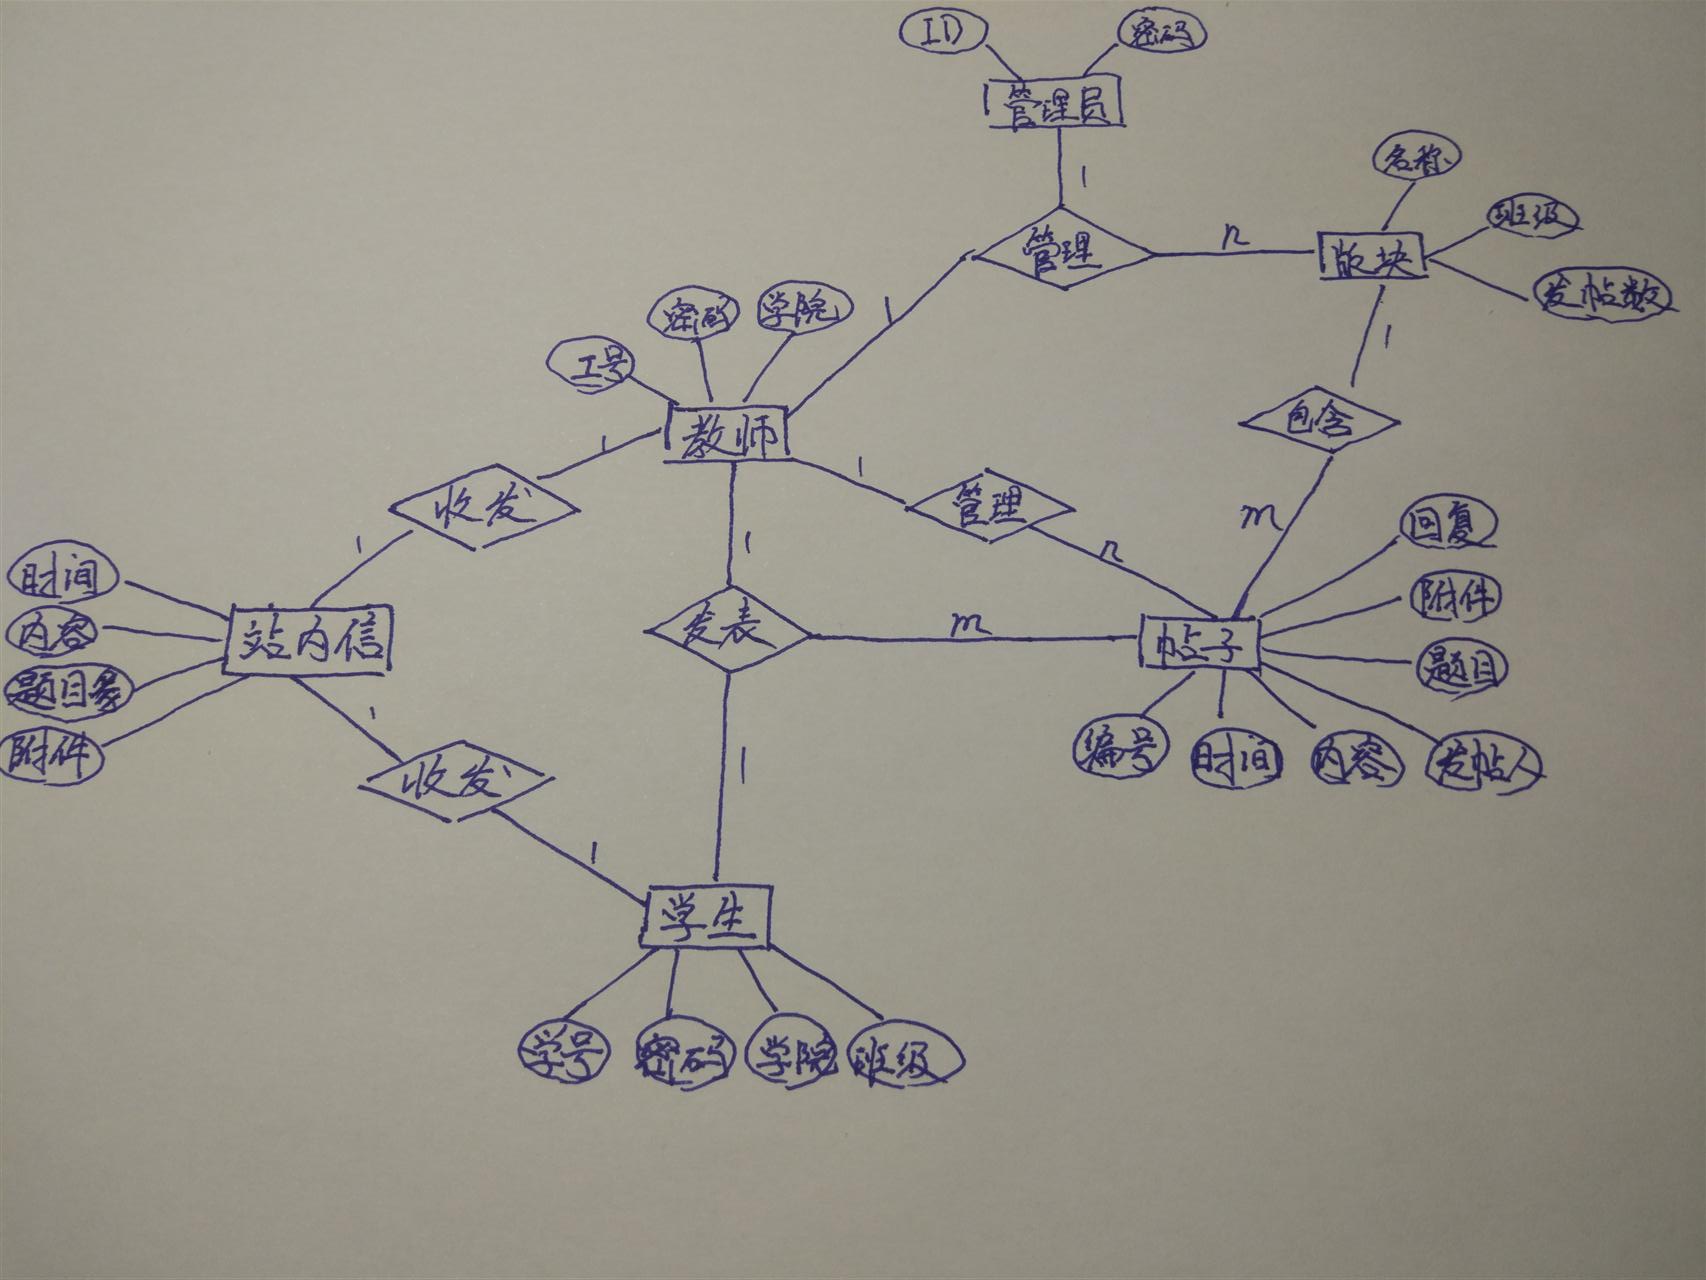 ID
密码
管理员
1
名称
班级
管理
n
版块
发帖数
1
1
密码
学院
工号
教师
包含
1
1
收发
管理
m
回复
1
1
n
时间
附件
内容
站内信
发表
m
帖子
题目
题目
附件
1
编号
时间
内容
发帖人
收发
1
1
学生
学号
密码
学院
班级